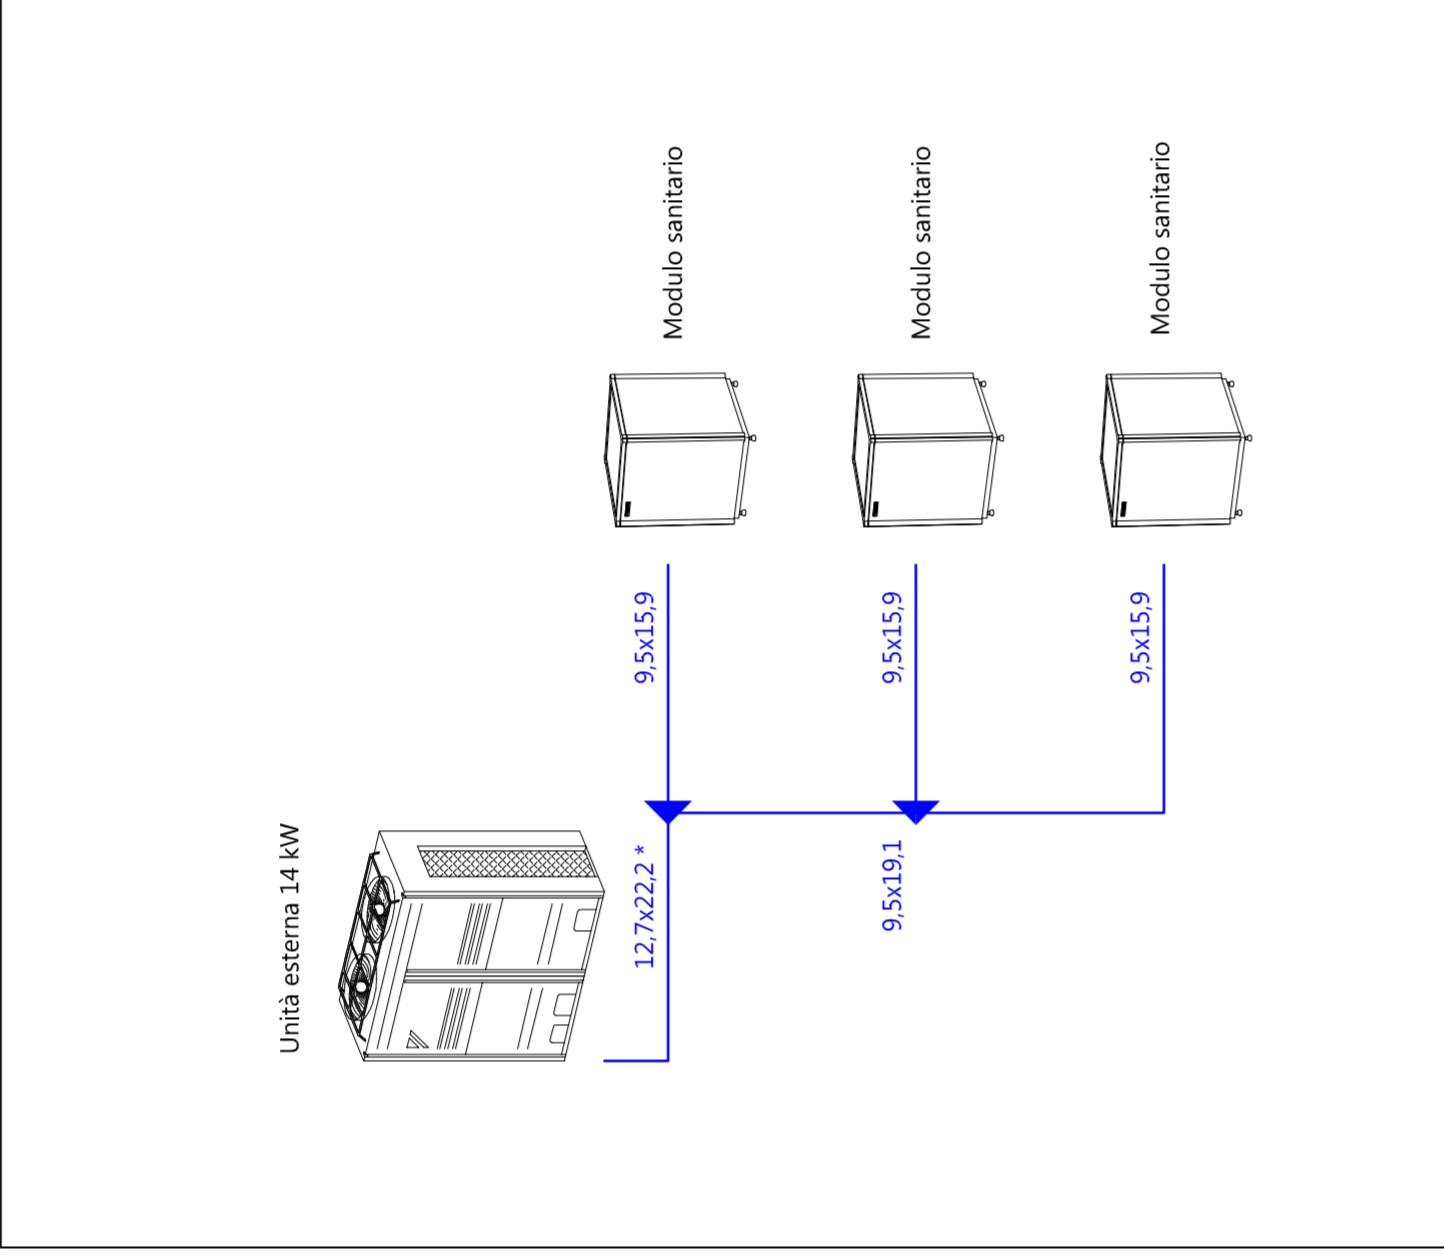 Unità esterna 14 kW
12,7x22,2 *
9,5x15,9
Modulo sanitario
9,5x19,1
9,5x15,9
Modulo sanitario
9,5x15,9
Modulo sanitario